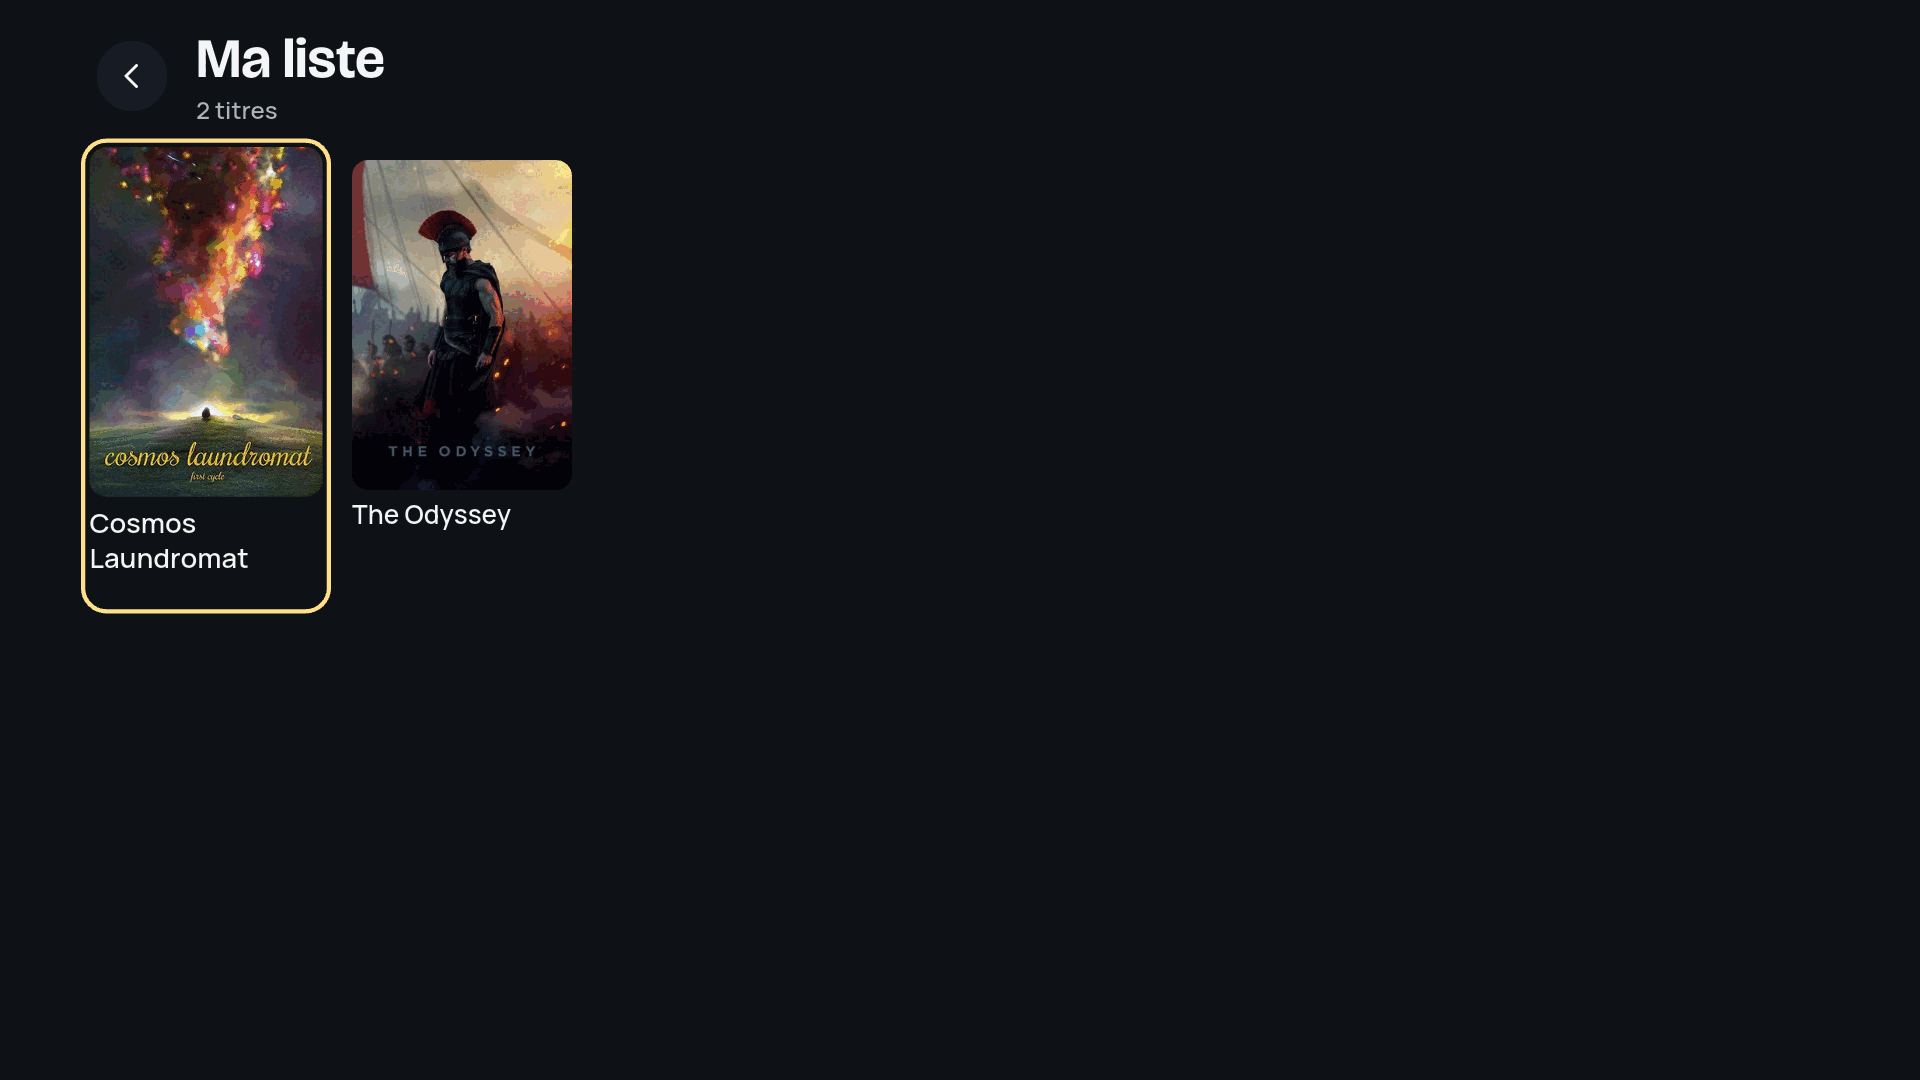 Ma liste
2 titres
cosmos laundromat
first cycle
THE ODYSSEY
Cosmos
Laundromat
The Odyssey